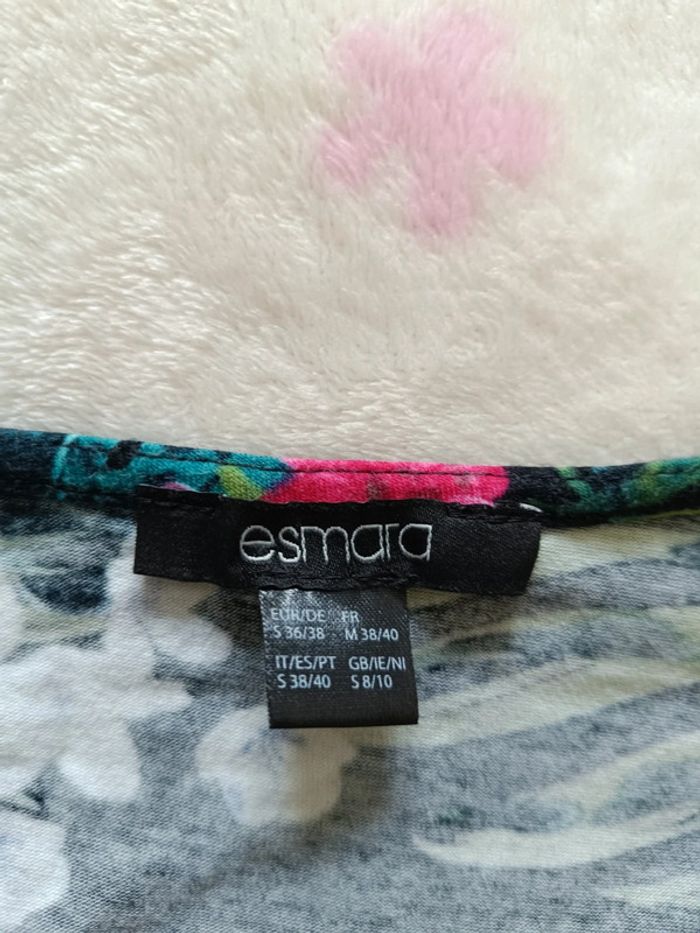 esmara
EUR/DE FR
S 36/38 M 38/40
IT/ES/PT GB/IE/NI
S 38/40 S 8/10